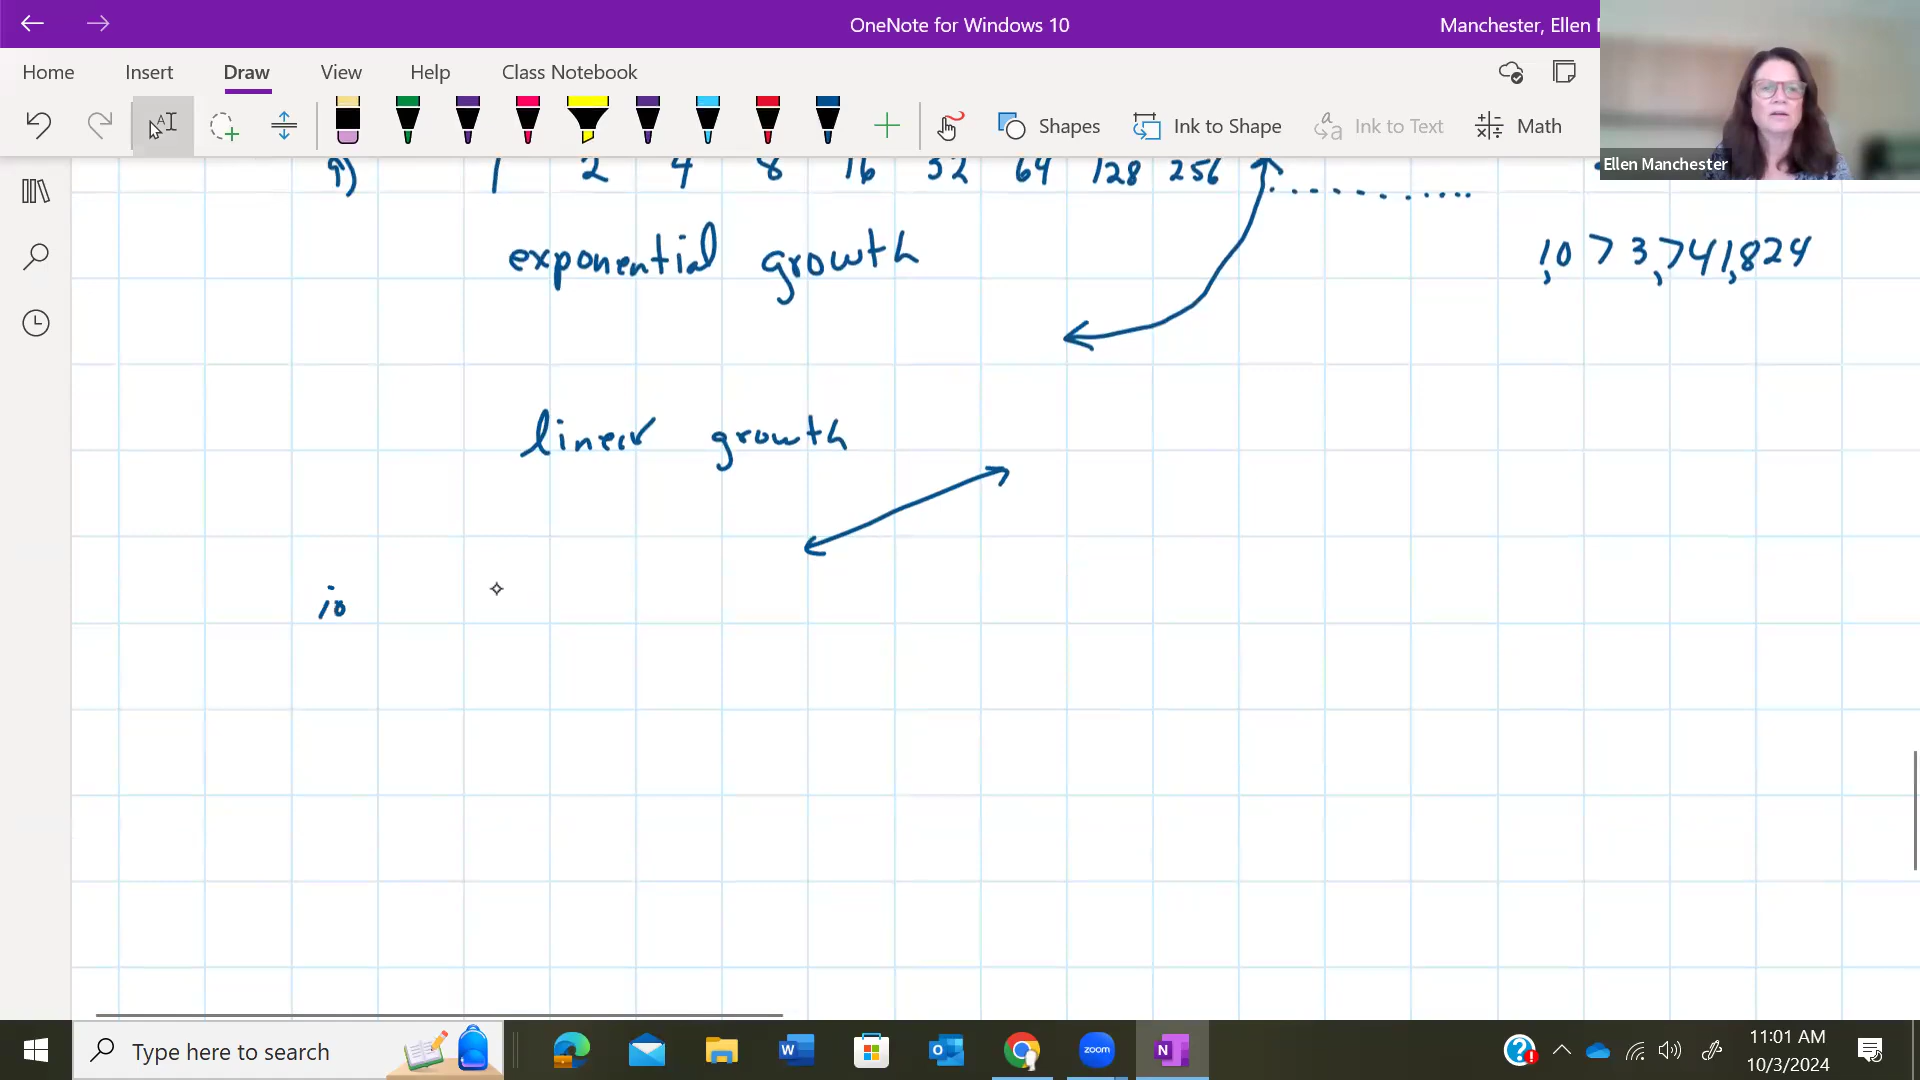 OneNote for Windows 10
Manchester, Ellen
Home Insert Draw View Help Class Notebook
Shapes Ink to Shape Ink to Text Math
Ellen Manchester
9) 1 2 4 8 16 32 64 128 256
exponential growth
1,073,741,824
linear growth
10
Type here to search
zoom
11:01 AM
10/3/2024